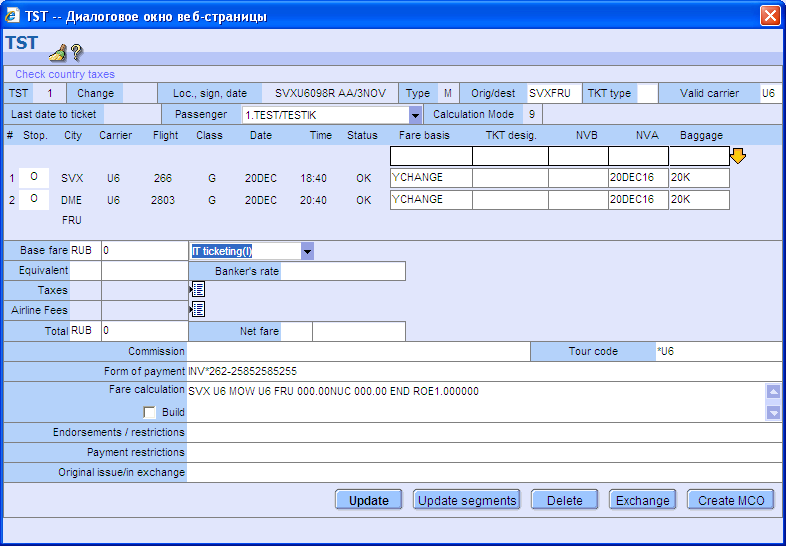 TST -- Диалоговое окно веб-страницы
TST
Check country taxes
TST 1 Change Loc., sign, date SVXU6098R AA/3NOV Type M Orig/dest SVXFRU TKT type Valid carrier U6
Last date to ticket Passenger 1.TEST/TESTIK Calculation Mode 9
# Stop. City Carrier Flight Class Date Time Status Fare basis TKT desig. NVB NVA Baggage
1 O SVX U6 266 G 20DEC 18:40 OK YCHANGE 20DEC16 20K
2 O DME U6 2803 G 20DEC 20:40 OK YCHANGE 20DEC16 20K
FRU
Base fare RUB 0 IT ticketing(I)
Equivalent Banker's rate
Taxes
Airline Fees
Total RUB 0 Net fare
Commission Tour code *U6
Form of payment INV*262-25852585255
Fare calculation SVX U6 MOW U6 FRU 000.00NUC 000.00 END ROE1.000000
Build
Endorsements / restrictions
Payment restrictions
Original issue/in exchange
Update Update segments Delete Exchange Create MCO